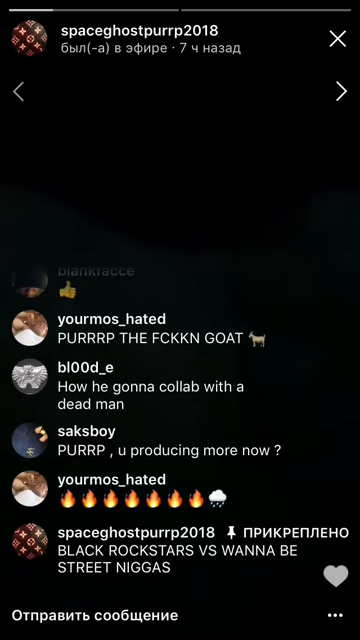 spaceghostpurrp2018
был(-а) в эфире · 7 ч назад
blankfacce
👍
yourmos_hated
PURRRP THE FCKKN GOAT 🐐
bl00d_e
How he gonna collab with a
dead man
saksboy
PURRP , u producing more now ?
yourmos_hated
🔥🔥🔥🔥🔥🔥🔥🌧
spaceghostpurrp2018 📌 ПРИКРЕПЛЕНО
BLACK ROCKSTARS VS WANNA BE
STREET NIGGAS
Отправить сообщение